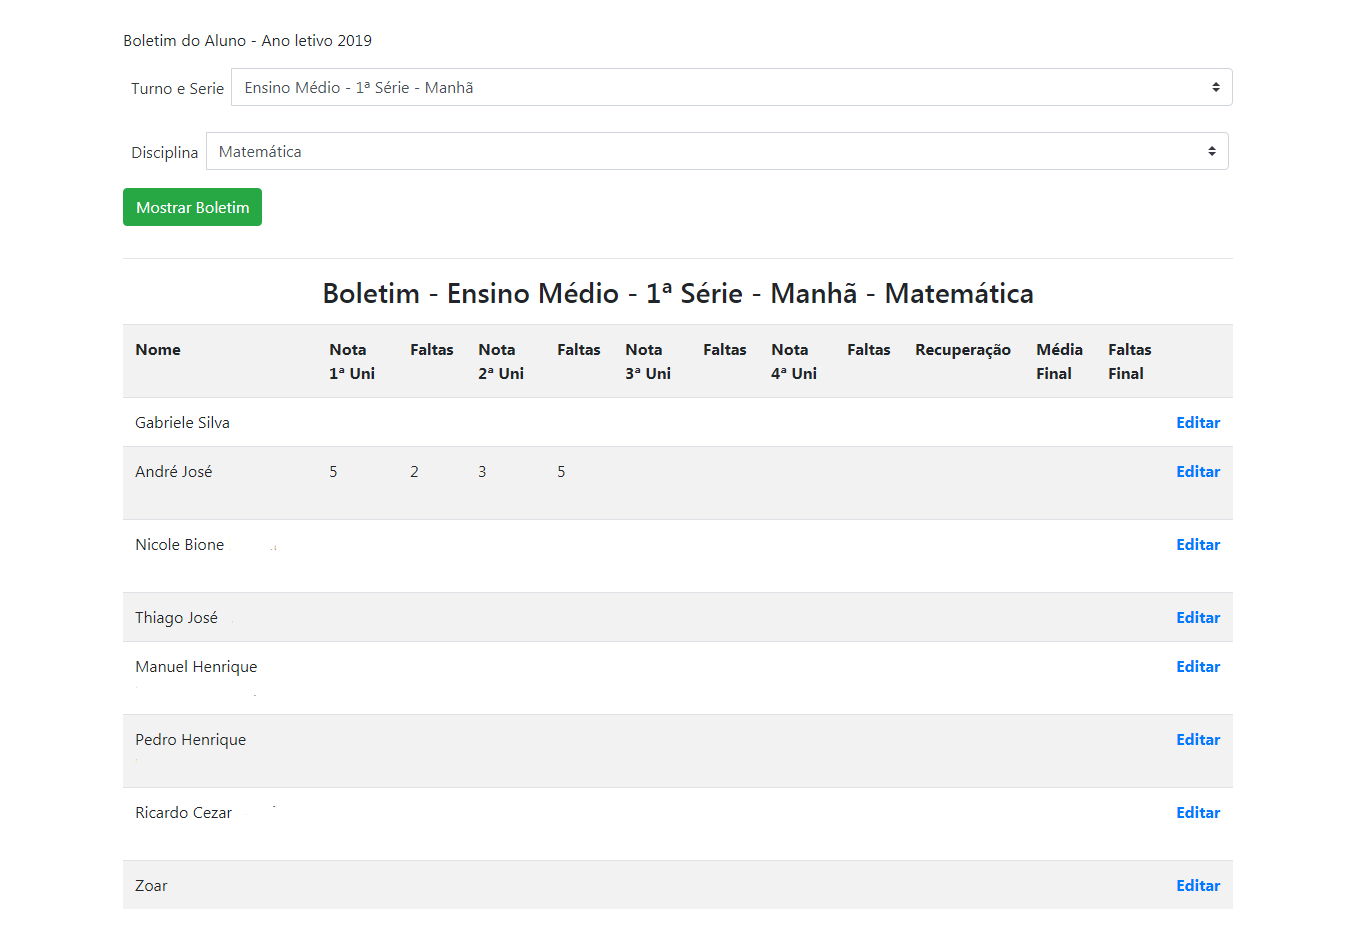 Boletim do Aluno - Ano letivo 2019
Turno e Serie Ensino Médio - 1ª Série - Manhã
Disciplina Matemática
Mostrar Boletim
Boletim - Ensino Médio - 1ª Série - Manhã - Matemática
Nome Nota 1ª Uni Faltas Nota 2ª Uni Faltas Nota 3ª Uni Faltas Nota 4ª Uni Faltas Recuperação Média Final Faltas Final
Gabriele Silva Editar
André José 5 2 3 5 Editar
Nicole Bione Editar
Thiago José Editar
Manuel Henrique Editar
Pedro Henrique Editar
Ricardo Cezar Editar
Zoar Editar